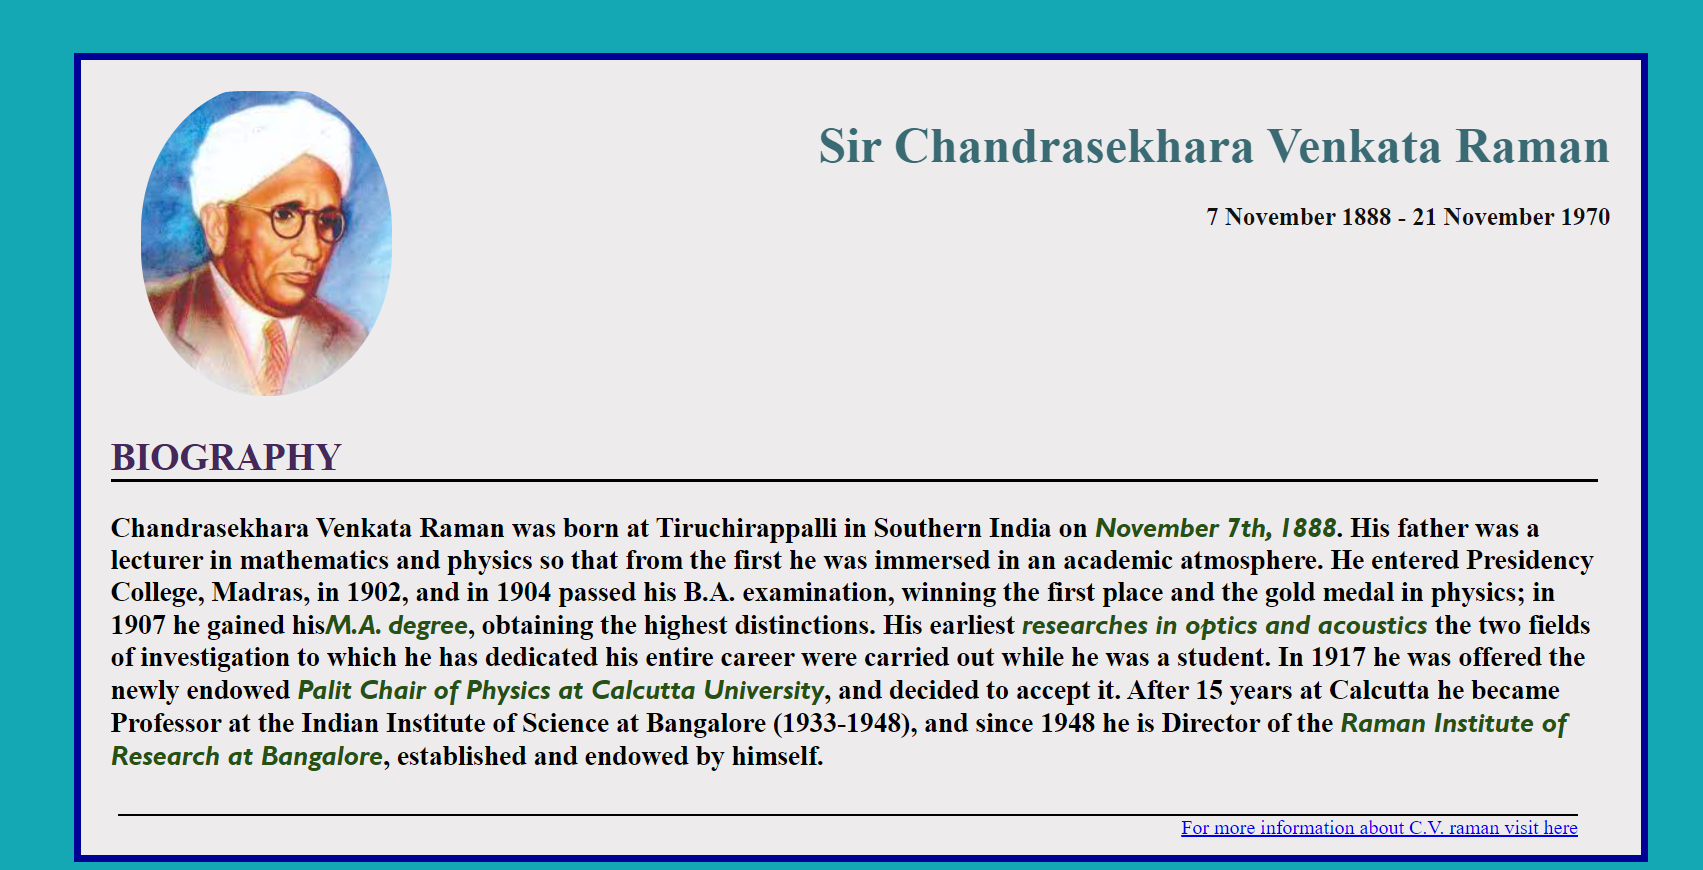 Sir Chandrasekhara Venkata Raman
7 November 1888 - 21 November 1970
BIOGRAPHY
Chandrasekhara Venkata Raman was born at Tiruchirappalli in Southern India on November 7th, 1888. His father was a
lecturer in mathematics and physics so that from the first he was immersed in an academic atmosphere. He entered Presidency
College, Madras, in 1902, and in 1904 passed his B.A. examination, winning the first place and the gold medal in physics; in
1907 he gained hisM.A. degree, obtaining the highest distinctions. His earliest researches in optics and acoustics the two fields
of investigation to which he has dedicated his entire career were carried out while he was a student. In 1917 he was offered the
newly endowed Palit Chair of Physics at Calcutta University, and decided to accept it. After 15 years at Calcutta he became
Professor at the Indian Institute of Science at Bangalore (1933-1948), and since 1948 he is Director of the Raman Institute of
Research at Bangalore, established and endowed by himself.
For more information about C.V. raman visit here